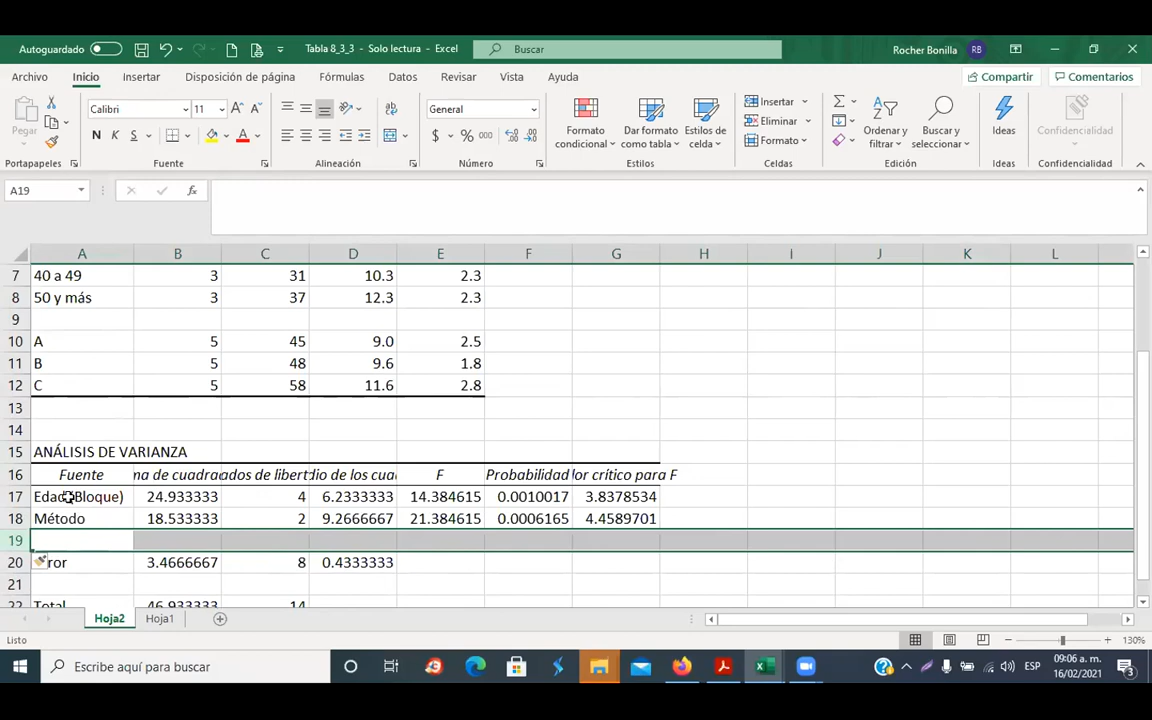 Autoguardado Tabla 8_3_3 - Solo lectura - Excel Buscar Rocher Bonilla RB
Archivo Inicio Insertar Disposición de página Fórmulas Datos Revisar Vista Ayuda Compartir Comentarios
Pegar Calibri 11 General Formato condicional Dar formato como tabla Estilos de celda Insertar Eliminar Formato Ordenar y filtrar Buscar y seleccionar Ideas Confidencialidad
N K S $ % 000
Portapapeles Fuente Alineación Número Estilos Celdas Edición Ideas Confidencialidad
A19 fx
A B C D E F G H I J K L
7 40 a 49 3 31 10.3 2.3
8 50 y más 3 37 12.3 2.3
9
10 A 5 45 9.0 2.5
11 B 5 48 9.6 1.8
12 C 5 58 11.6 2.8
13
14
15 ANÁLISIS DE VARIANZA
16 Fuente na de cuadra ados de libert dio de los cua F Probabilidad lor crítico para F
17 Edad (Bloque) 24.933333 4 6.2333333 14.384615 0.0010017 3.8378534
18 Método 18.533333 2 9.2666667 21.384615 0.0006165 4.4589701
19
20 ror 3.4666667 8 0.4333333
21
22 Total 46.933333 14
Hoja2 Hoja1
Listo 130%
Escribe aquí para buscar ESP 09:06 a. m.
16/02/2021 3